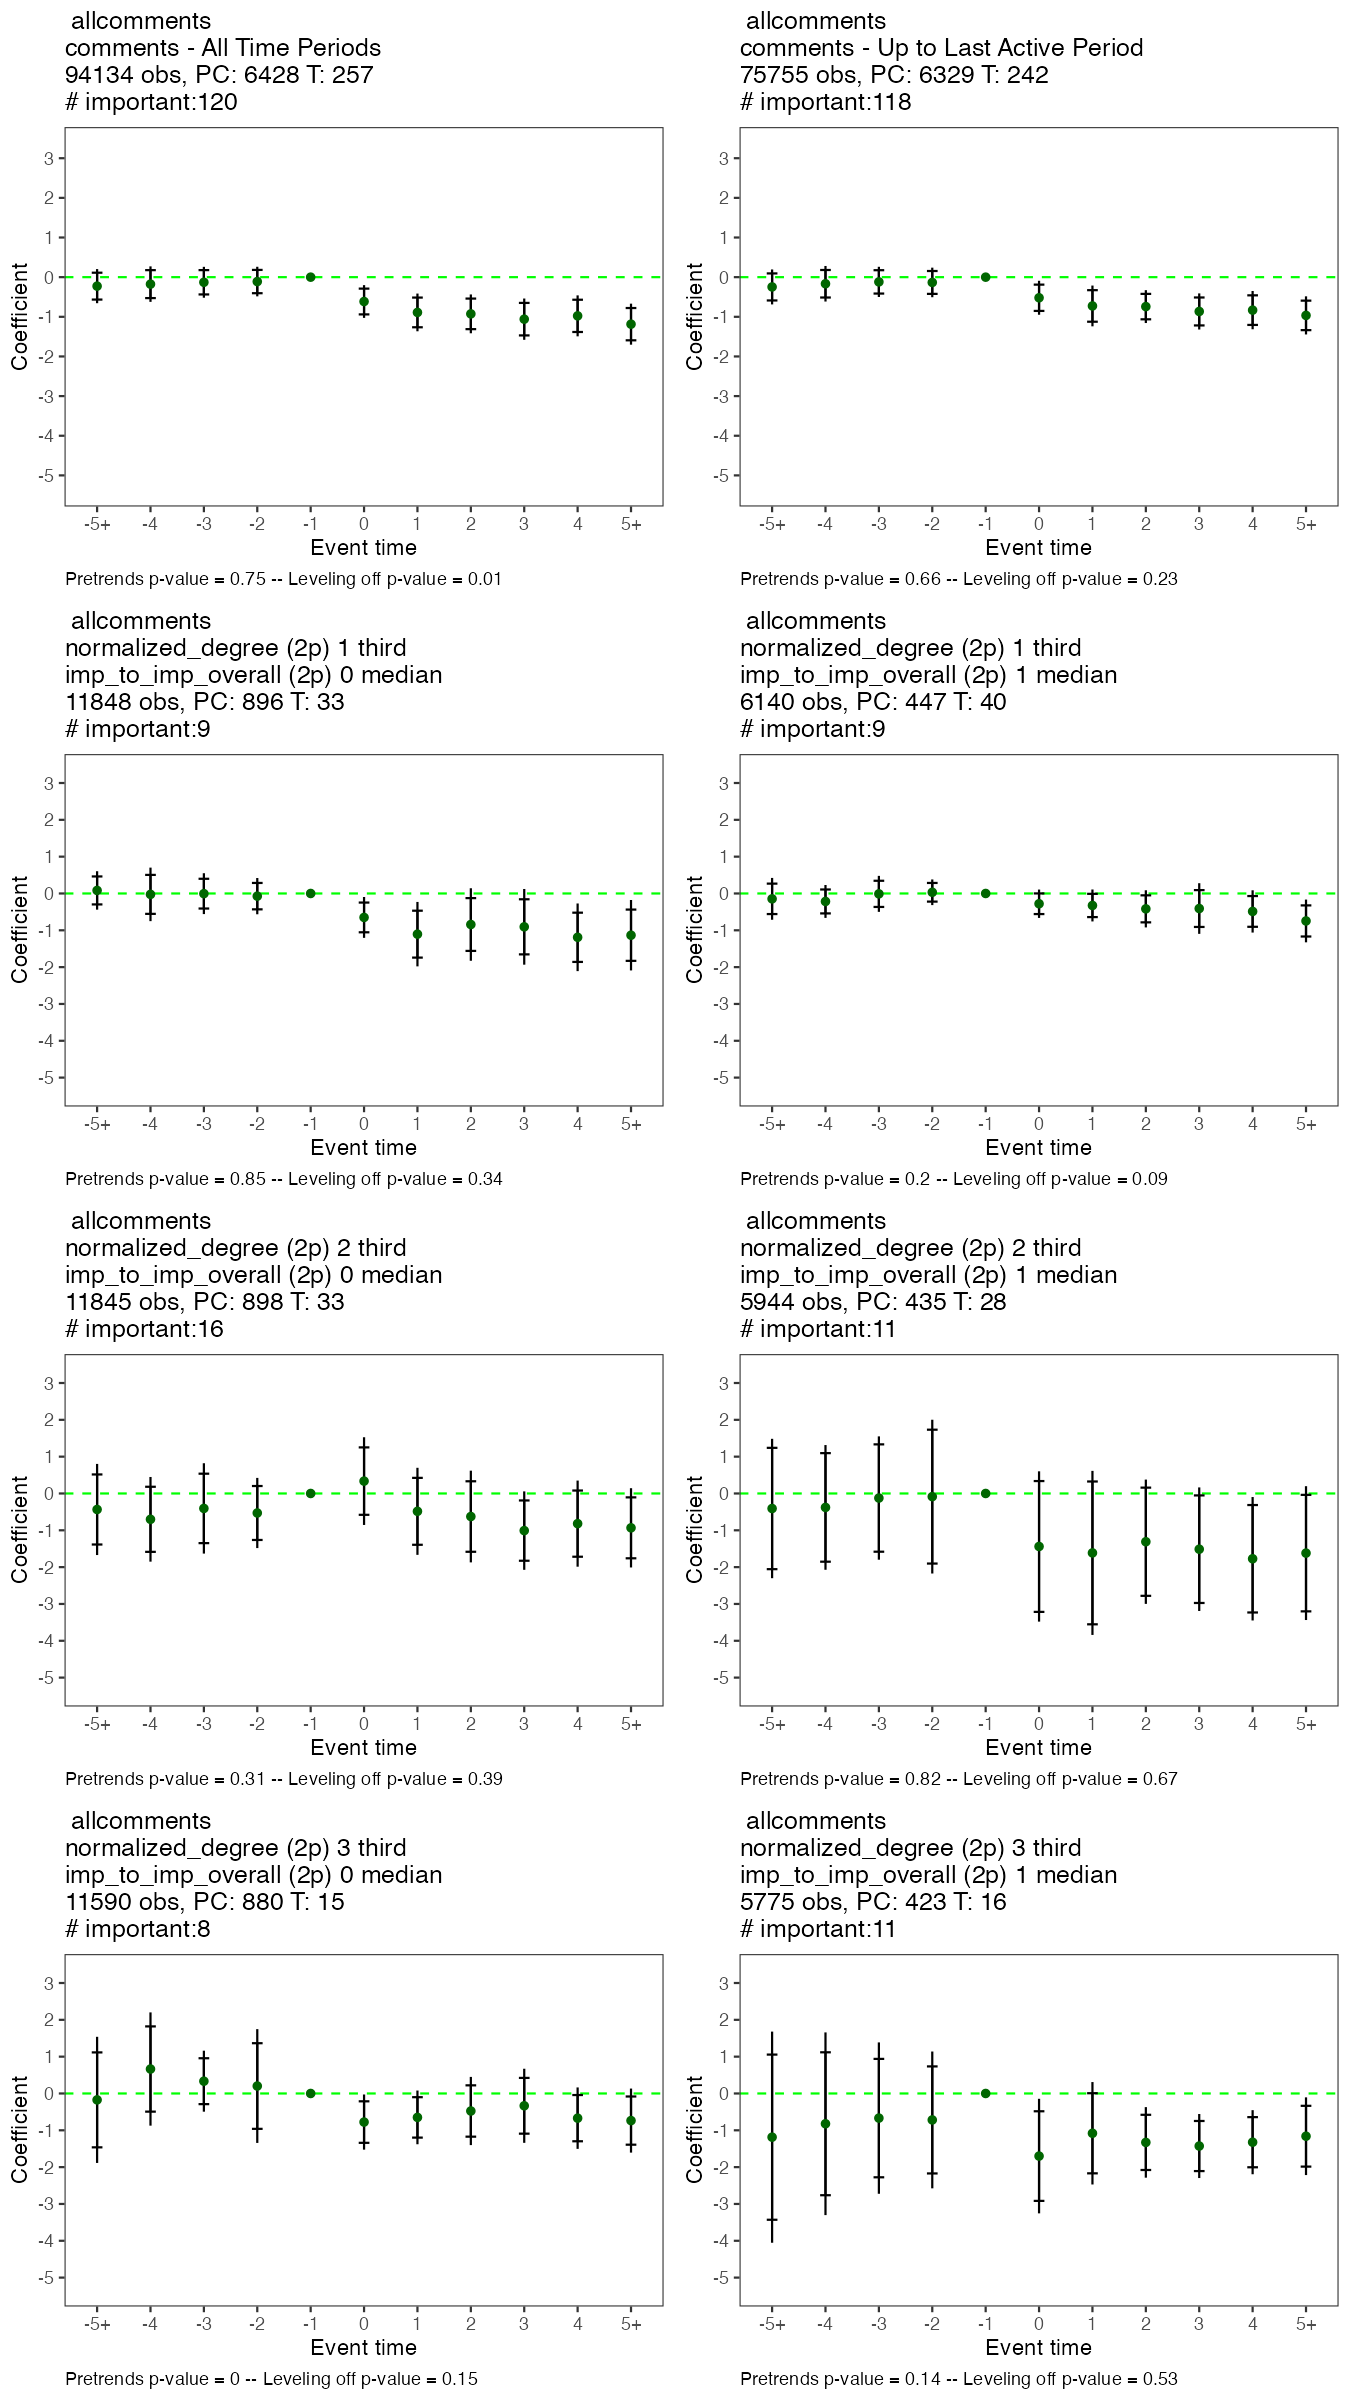 allcomments
comments - All Time Periods
94134 obs, PC: 6428 T: 257
# important:120
3
2
1
0
-1
-2
-3
-4
-5
Coefficient
-5+ -4 -3 -2 -1 0 1 2 3 4 5+
Event time
Pretrends p-value = 0.75 -- Leveling off p-value = 0.01
allcomments
comments - Up to Last Active Period
75755 obs, PC: 6329 T: 242
# important:118
3
2
1
0
-1
-2
-3
-4
-5
Coefficient
-5+ -4 -3 -2 -1 0 1 2 3 4 5+
Event time
Pretrends p-value = 0.66 -- Leveling off p-value = 0.23
allcomments
normalized_degree (2p) 1 third
imp_to_imp_overall (2p) 0 median
11848 obs, PC: 896 T: 33
# important:9
3
2
1
0
-1
-2
-3
-4
-5
Coefficient
-5+ -4 -3 -2 -1 0 1 2 3 4 5+
Event time
Pretrends p-value = 0.85 -- Leveling off p-value = 0.34
allcomments
normalized_degree (2p) 1 third
imp_to_imp_overall (2p) 1 median
6140 obs, PC: 447 T: 40
# important:9
3
2
1
0
-1
-2
-3
-4
-5
Coefficient
-5+ -4 -3 -2 -1 0 1 2 3 4 5+
Event time
Pretrends p-value = 0.2 -- Leveling off p-value = 0.09
allcomments
normalized_degree (2p) 2 third
imp_to_imp_overall (2p) 0 median
11845 obs, PC: 898 T: 33
# important:16
3
2
1
0
-1
-2
-3
-4
-5
Coefficient
-5+ -4 -3 -2 -1 0 1 2 3 4 5+
Event time
Pretrends p-value = 0.31 -- Leveling off p-value = 0.39
allcomments
normalized_degree (2p) 2 third
imp_to_imp_overall (2p) 1 median
5944 obs, PC: 435 T: 28
# important:11
3
2
1
0
-1
-2
-3
-4
-5
Coefficient
-5+ -4 -3 -2 -1 0 1 2 3 4 5+
Event time
Pretrends p-value = 0.82 -- Leveling off p-value = 0.67
allcomments
normalized_degree (2p) 3 third
imp_to_imp_overall (2p) 0 median
11590 obs, PC: 880 T: 15
# important:8
3
2
1
0
-1
-2
-3
-4
-5
Coefficient
-5+ -4 -3 -2 -1 0 1 2 3 4 5+
Event time
Pretrends p-value = 0 -- Leveling off p-value = 0.15
allcomments
normalized_degree (2p) 3 third
imp_to_imp_overall (2p) 1 median
5775 obs, PC: 423 T: 16
# important:11
3
2
1
0
-1
-2
-3
-4
-5
Coefficient
-5+ -4 -3 -2 -1 0 1 2 3 4 5+
Event time
Pretrends p-value = 0.14 -- Leveling off p-value = 0.53